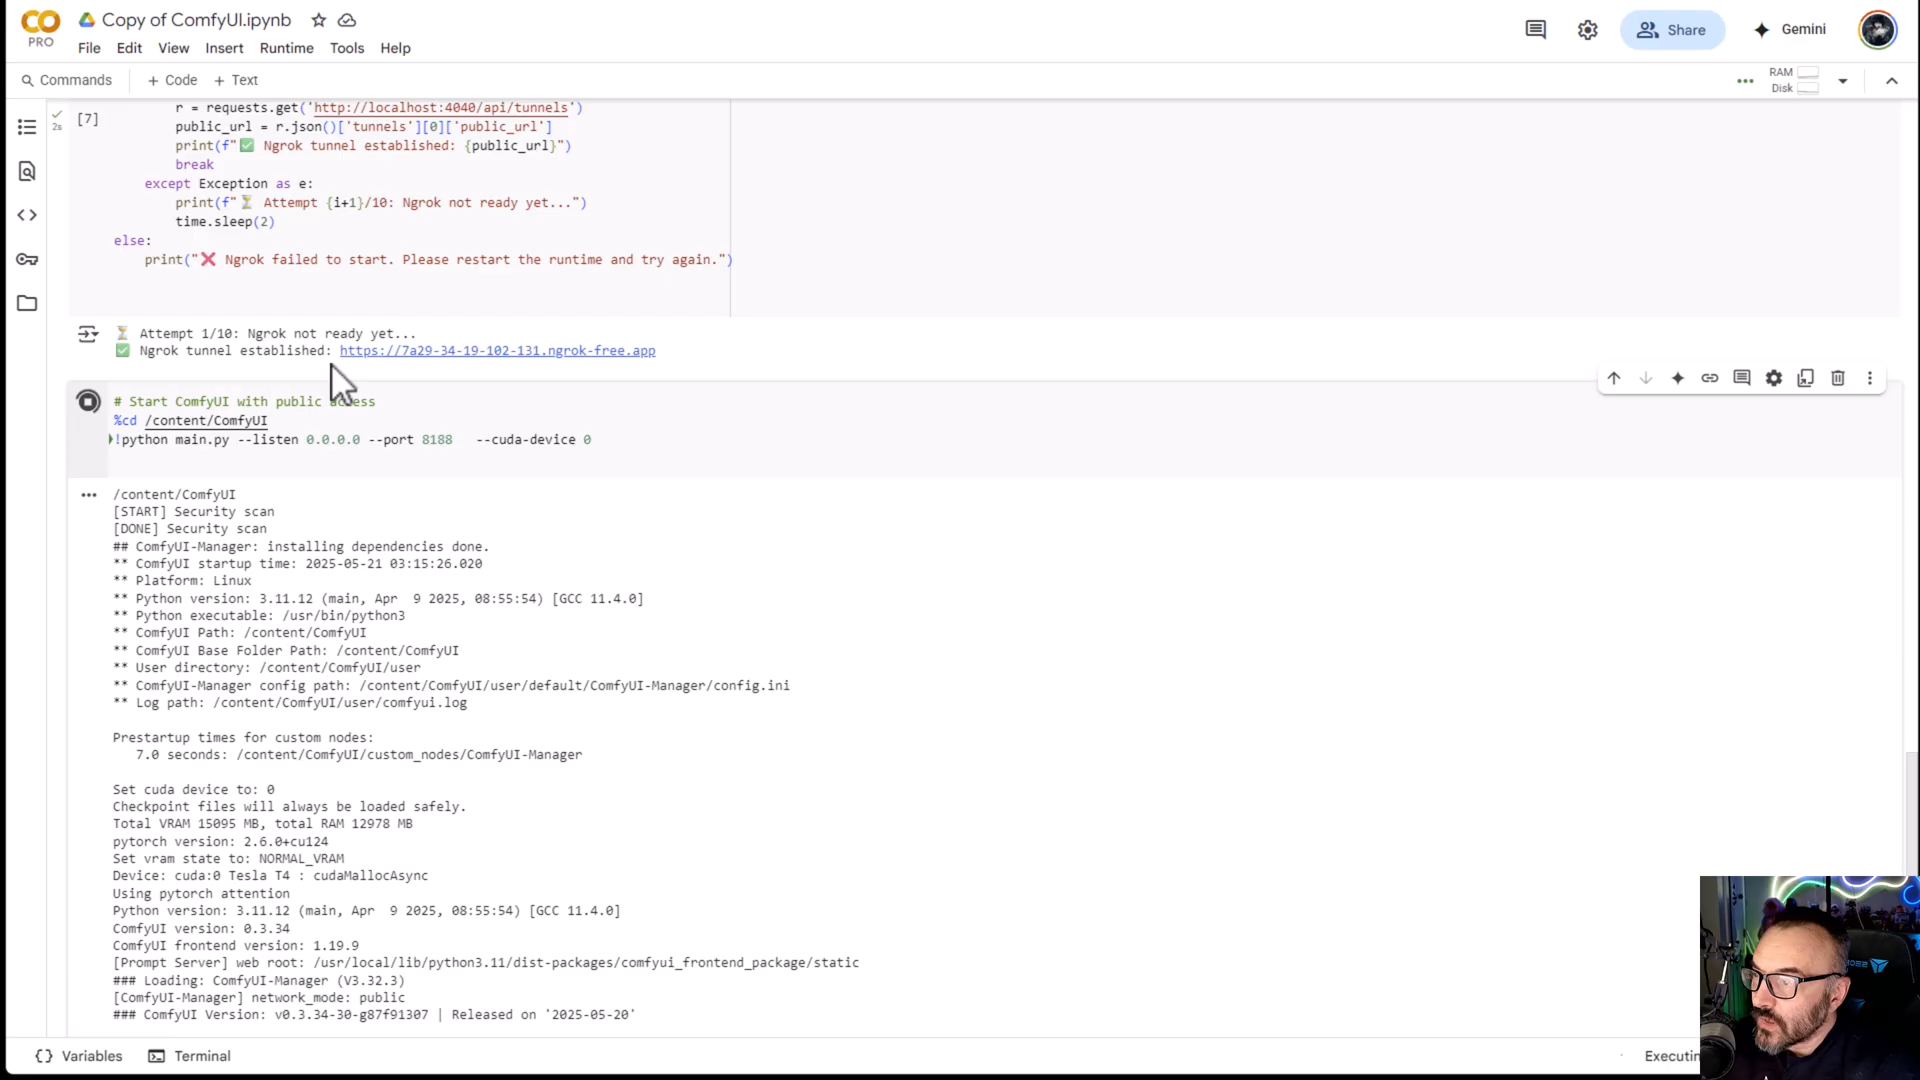 CO PRO
Copy of ComfyUI.ipynb
File Edit View Insert Runtime Tools Help
Share
Gemini
Commands + Code + Text
RAM
Disk
2s
[7]
r = requests.get('http://localhost:4040/api/tunnels')
public_url = r.json()['tunnels'][0]['public_url']
print(f"✅ Ngrok tunnel established: {public_url}")
break
except Exception as e:
print(f"⏳ Attempt {i+1}/10: Ngrok not ready yet...")
time.sleep(2)
else:
print("❌ Ngrok failed to start. Please restart the runtime and try again.")
⏳ Attempt 1/10: Ngrok not ready yet...
✅ Ngrok tunnel established: https://7a29-34-19-102-131.ngrok-free.app
# Start ComfyUI with public access
%cd /content/ComfyUI
!python main.py --listen 0.0.0.0 --port 8188 --cuda-device 0
/content/ComfyUI
[START] Security scan
[DONE] Security scan
## ComfyUI-Manager: installing dependencies done.
** ComfyUI startup time: 2025-05-21 03:15:26.020
** Platform: Linux
** Python version: 3.11.12 (main, Apr  9 2025, 08:55:54) [GCC 11.4.0]
** Python executable: /usr/bin/python3
** ComfyUI Path: /content/ComfyUI
** ComfyUI Base Folder Path: /content/ComfyUI
** User directory: /content/ComfyUI/user
** ComfyUI-Manager config path: /content/ComfyUI/user/default/ComfyUI-Manager/config.ini
** Log path: /content/ComfyUI/user/comfyui.log
Prestartup times for custom nodes:
7.0 seconds: /content/ComfyUI/custom_nodes/ComfyUI-Manager
Set cuda device to: 0
Checkpoint files will always be loaded safely.
Total VRAM 15095 MB, total RAM 12978 MB
pytorch version: 2.6.0+cu124
Set vram state to: NORMAL_VRAM
Device: cuda:0 Tesla T4 : cudaMallocAsync
Using pytorch attention
Python version: 3.11.12 (main, Apr  9 2025, 08:55:54) [GCC 11.4.0]
ComfyUI version: 0.3.34
ComfyUI frontend version: 1.19.9
[Prompt Server] web root: /usr/local/lib/python3.11/dist-packages/comfyui_frontend_package/static
### Loading: ComfyUI-Manager (V3.32.3)
[ComfyUI-Manager] network_mode: public
### ComfyUI Version: v0.3.34-30-g87f91307 | Released on '2025-05-20'
{} Variables Terminal
Executin